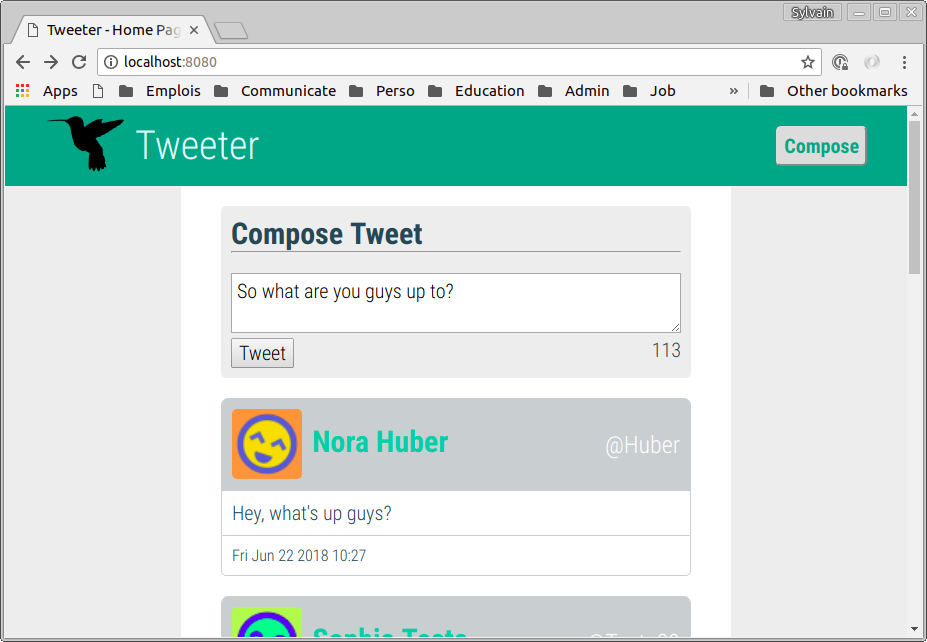 Sylvain
Tweeter - Home Pag
localhost:8080
Apps Emplois Communicate Perso Education Admin Job » Other bookmarks
Tweeter
Compose
Compose Tweet
So what are you guys up to?
Tweet
113
Nora Huber
@Huber
Hey, what's up guys?
Fri Jun 22 2018 10:27